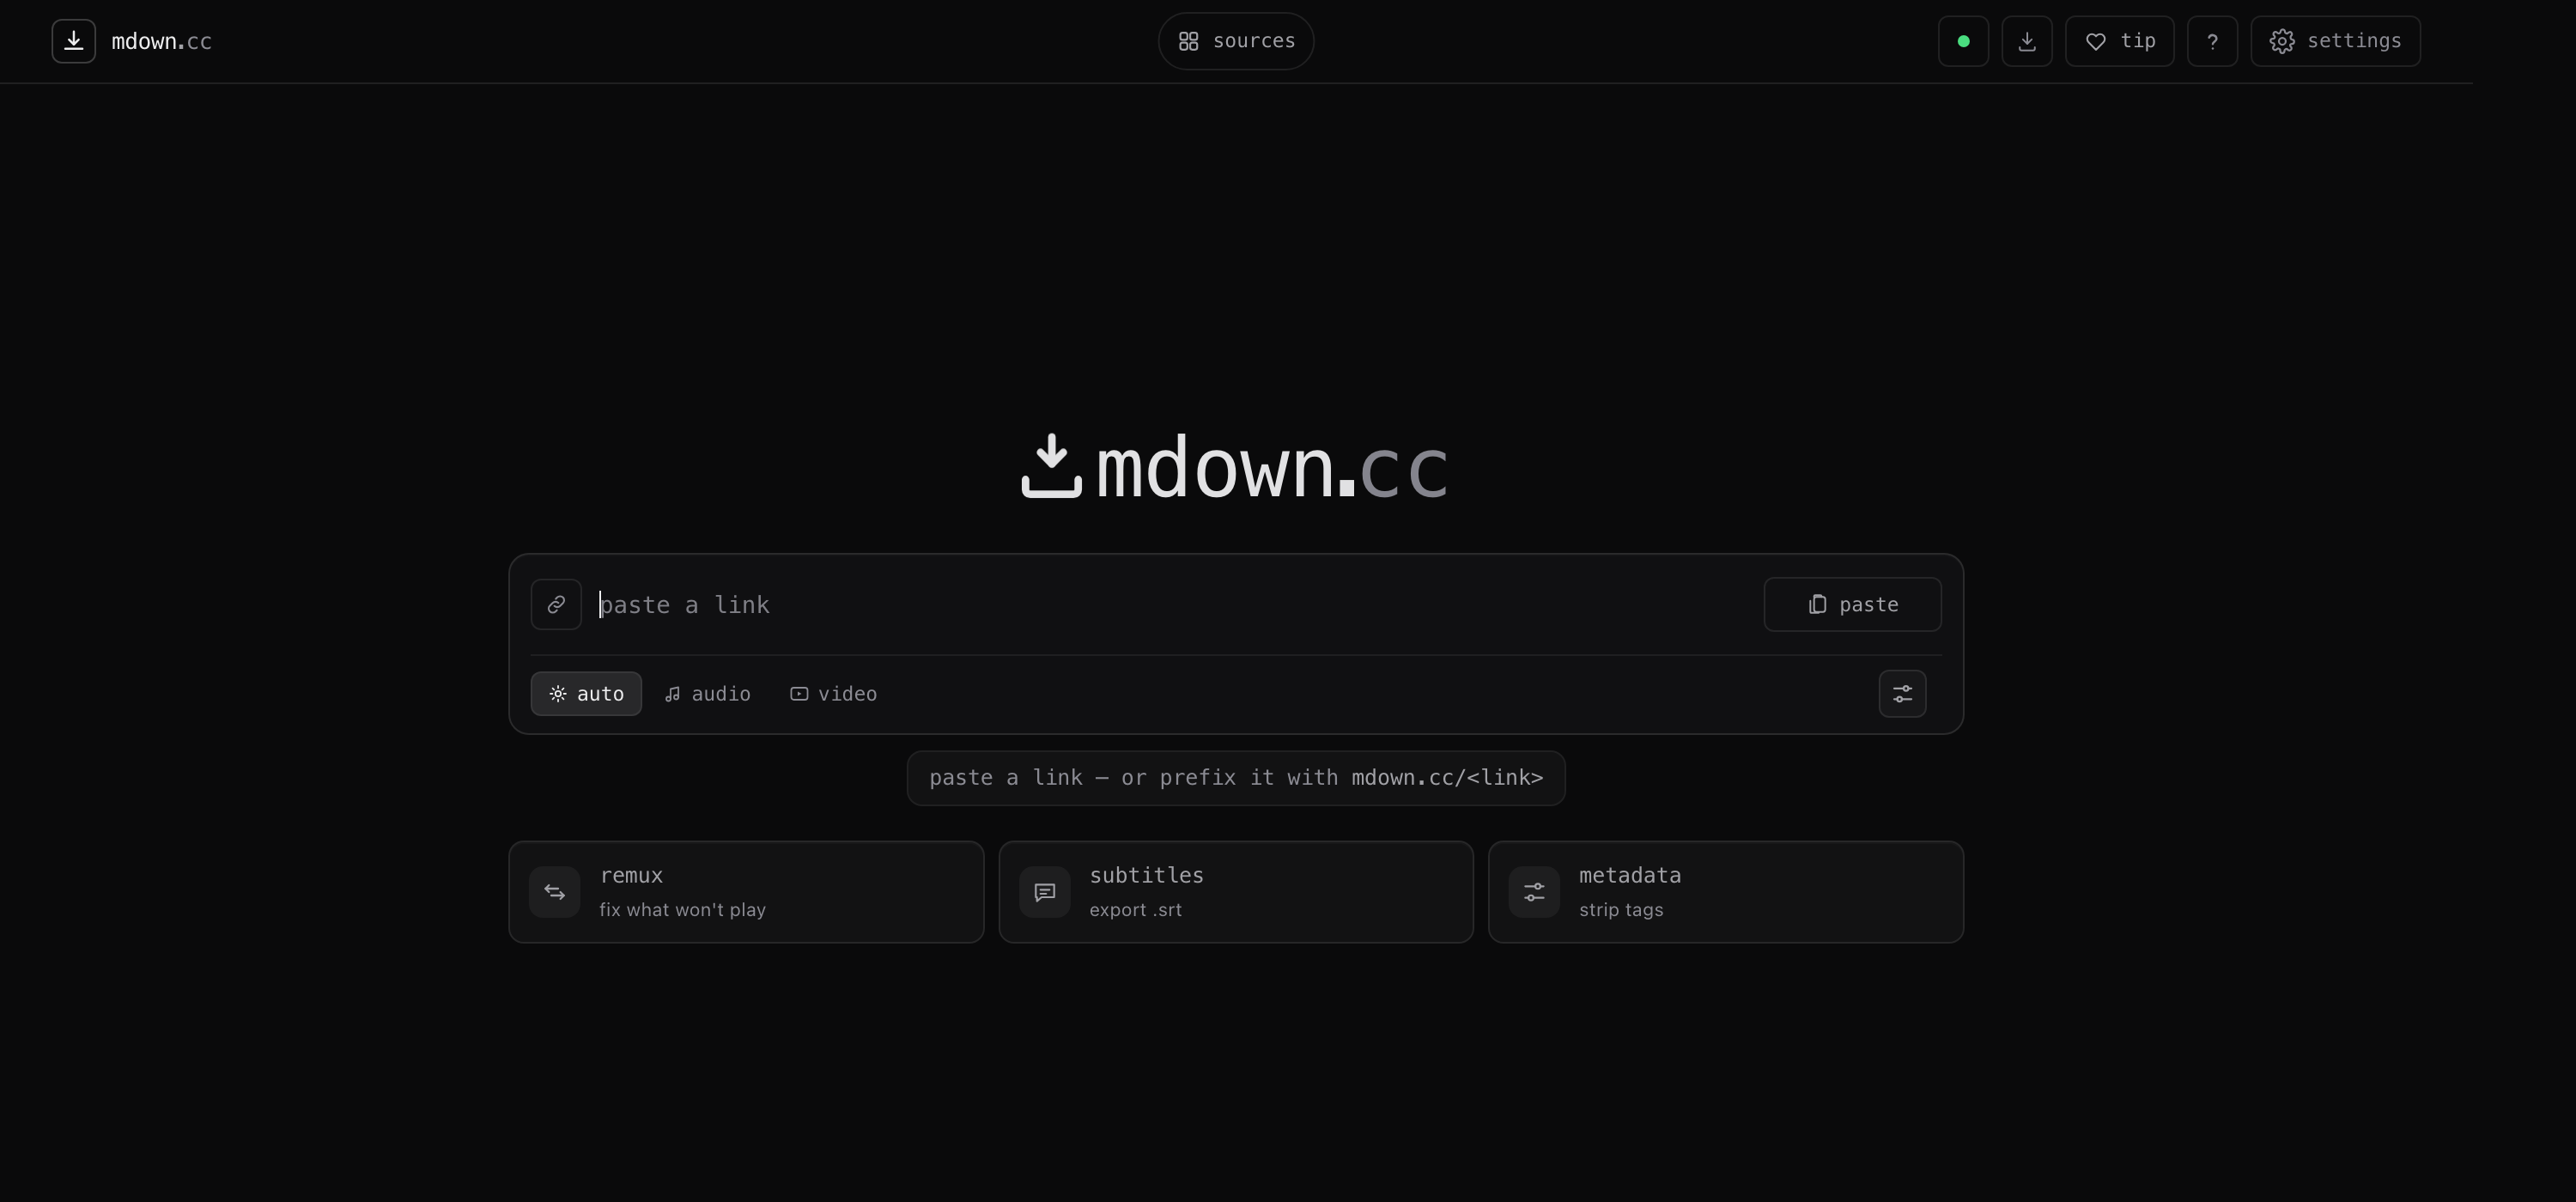 mdown.cc
sources
tip
?
settings
mdown.cc
paste a link
paste
auto
audio
video
paste a link — or prefix it with mdown.cc/<link>
remux
fix what won't play
subtitles
export .srt
metadata
strip tags